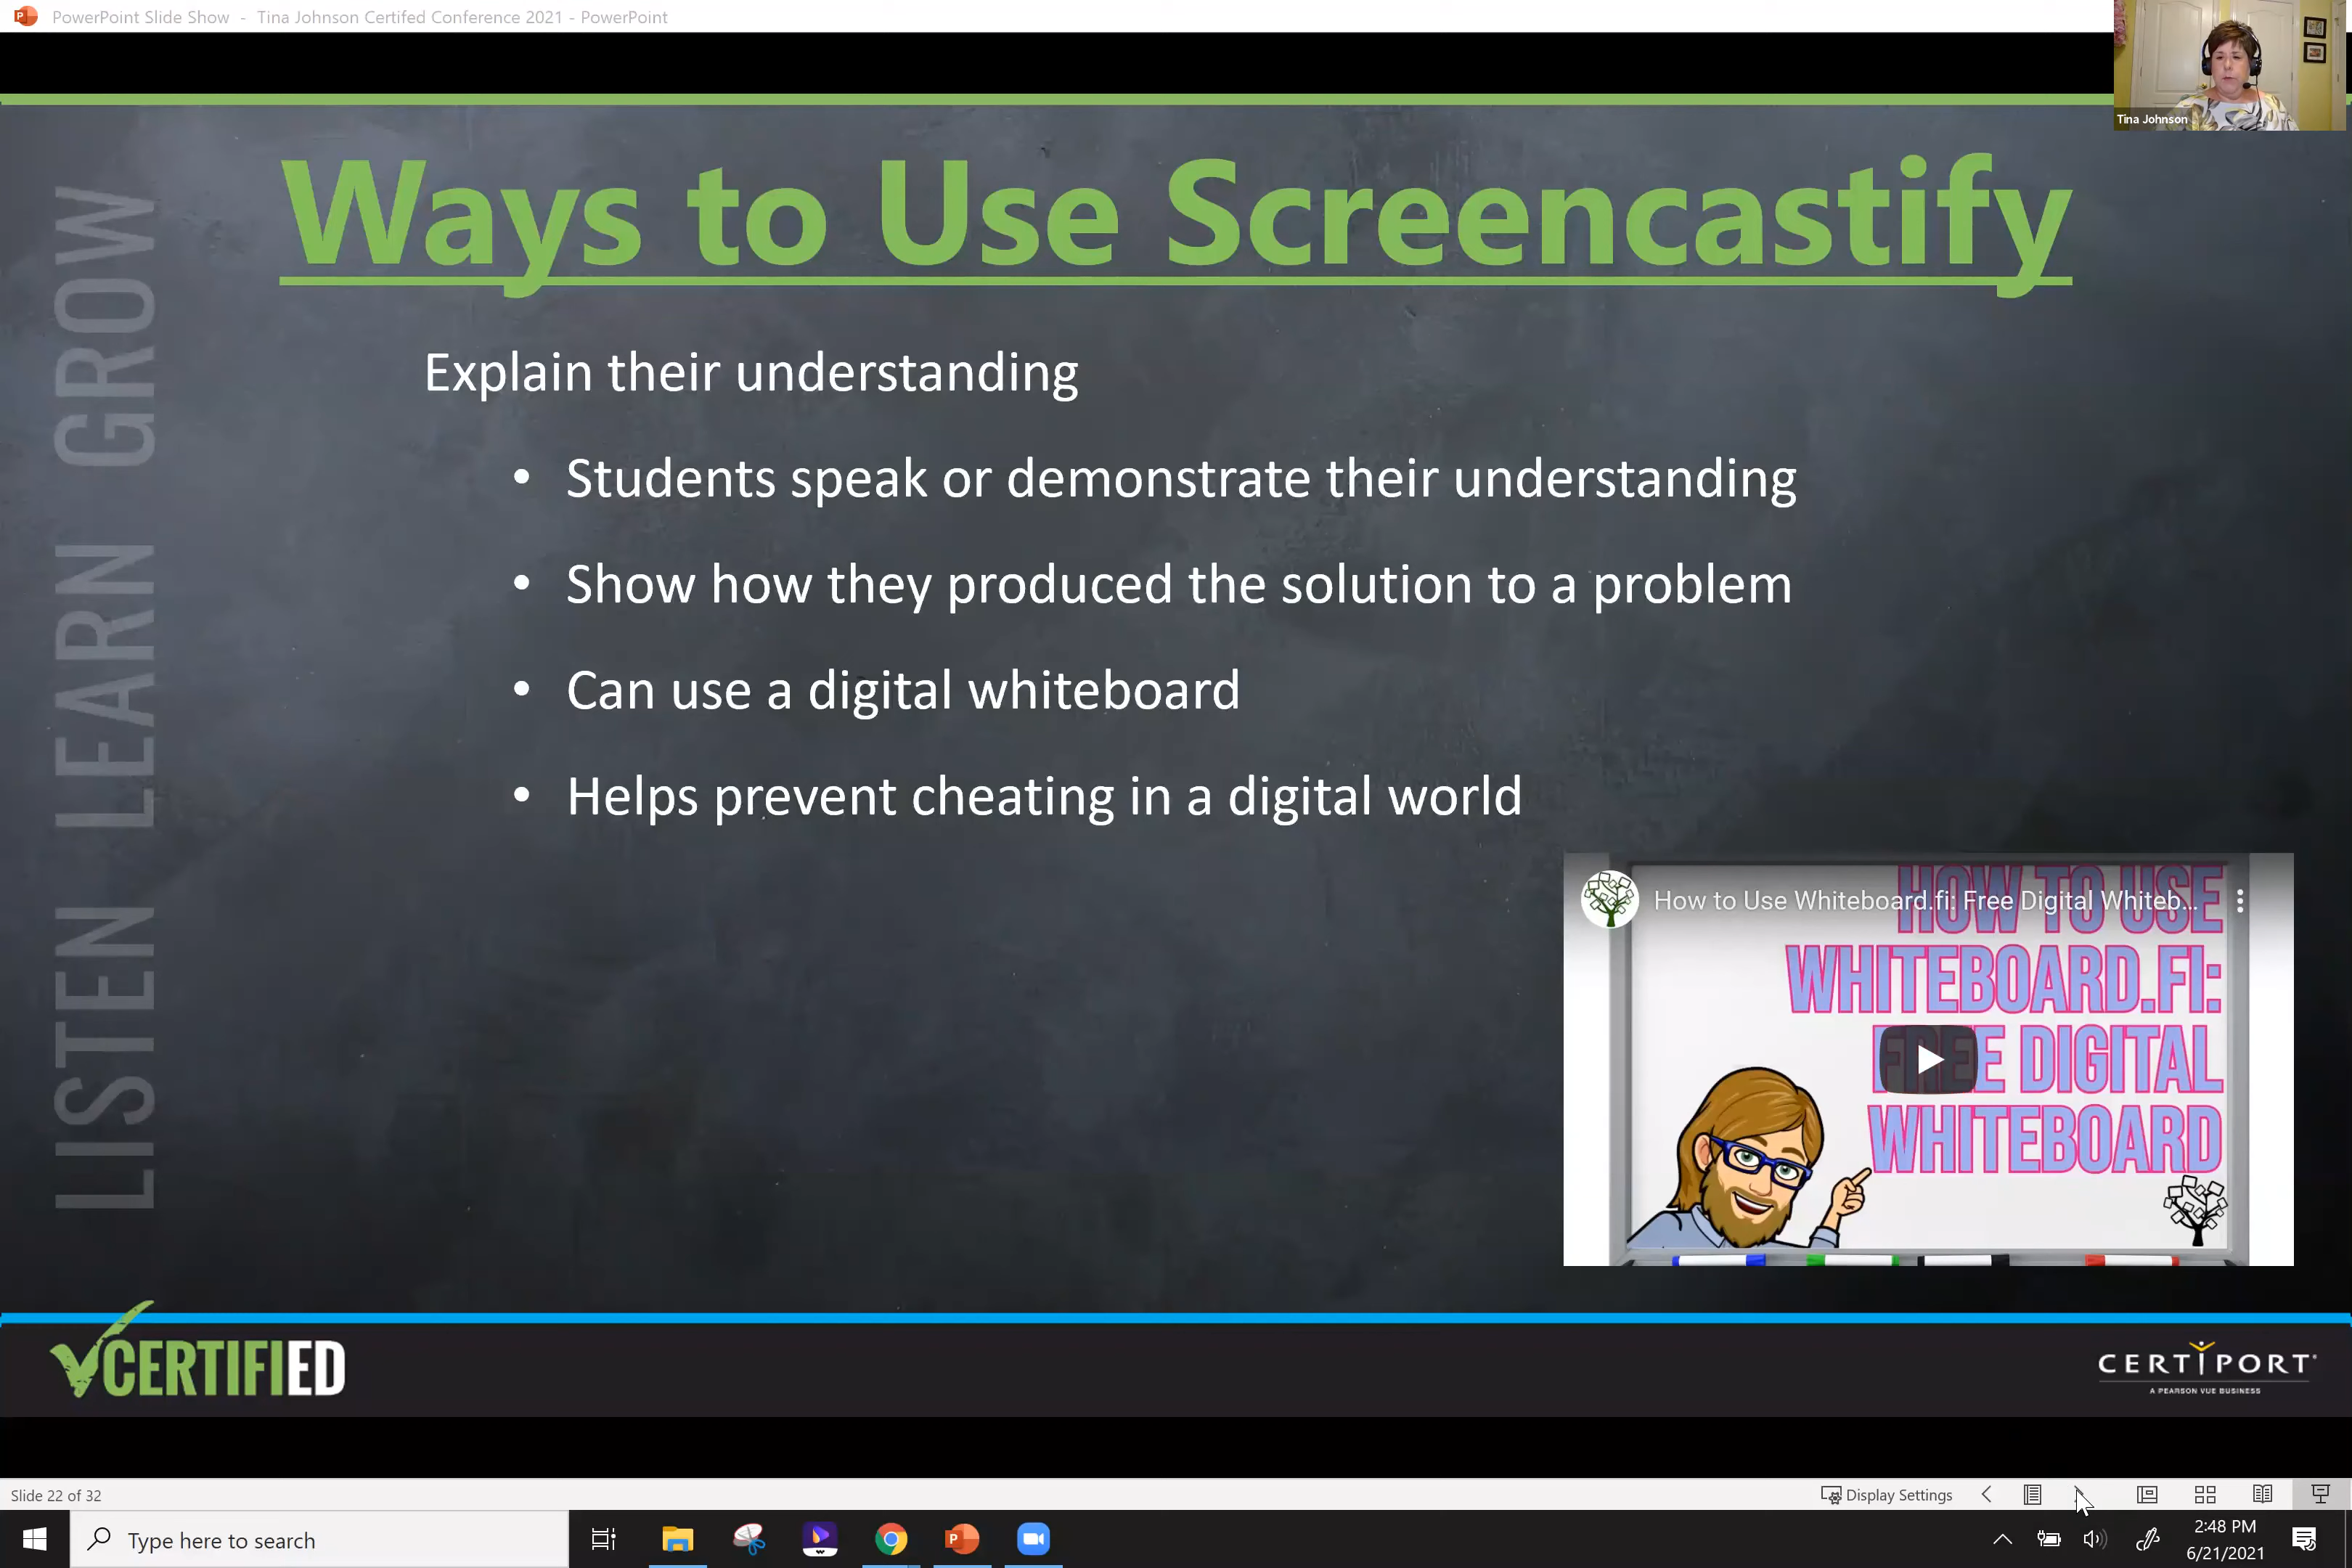 PowerPoint Slide Show - Tina Johnson Certifed Conference 2021 - PowerPoint
Tina Johnson
LISTEN LEARN GROW
Ways to Use Screencastify
Explain their understanding
• Students speak or demonstrate their understanding
• Show how they produced the solution to a problem
• Can use a digital whiteboard
• Helps prevent cheating in a digital world
How to Use Whiteboard.fi: Free Digital Whiteb...
HOW TO USE
WHITEBOARD.FI:
FREE DIGITAL
WHITEBOARD
CERTIFIED
CERTIPORT
A PEARSON VUE BUSINESS
Slide 22 of 32
Display Settings
Type here to search
2:48 PM
6/21/2021